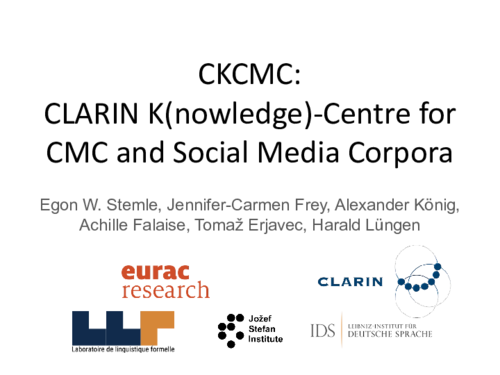 CKCMC:
CLARIN K(nowledge)-Centre for
CMC and Social Media Corpora
Egon W. Stemle, Jennifer-Carmen Frey, Alexander König,
Achille Falaise, Tomaž Erjavec, Harald Lüngen
eurac
research
CLARIN
LLF
Laboratoire de linguistique formelle
Jožef
Stefan
Institute
IDS
LEIBNIZ-INSTITUT FÜR
DEUTSCHE SPRACHE